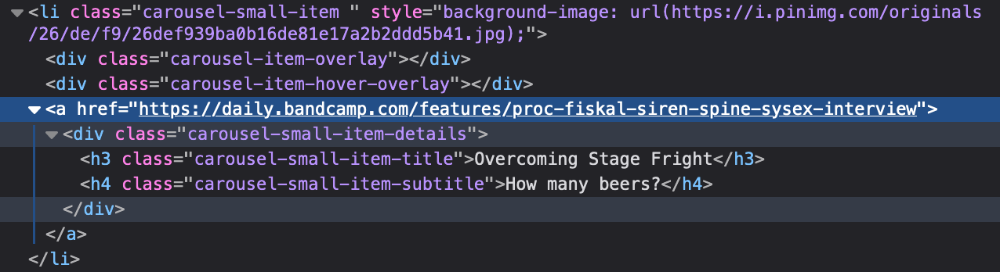 <li class="carousel-small-item " style="background-image: url(https://i.pinimg.com/originals
/26/de/f9/26def939ba0b16de81e17a2b2ddd5b41.jpg);">
<div class="carousel-item-overlay"></div>
<div class="carousel-item-hover-overlay"></div>
<a href="https://daily.bandcamp.com/features/proc-fiskal-siren-spine-sysex-interview">
<div class="carousel-small-item-details">
<h3 class="carousel-small-item-title">Overcoming Stage Fright</h3>
<h4 class="carousel-small-item-subtitle">How many beers?</h4>
</div>
</a>
</li>